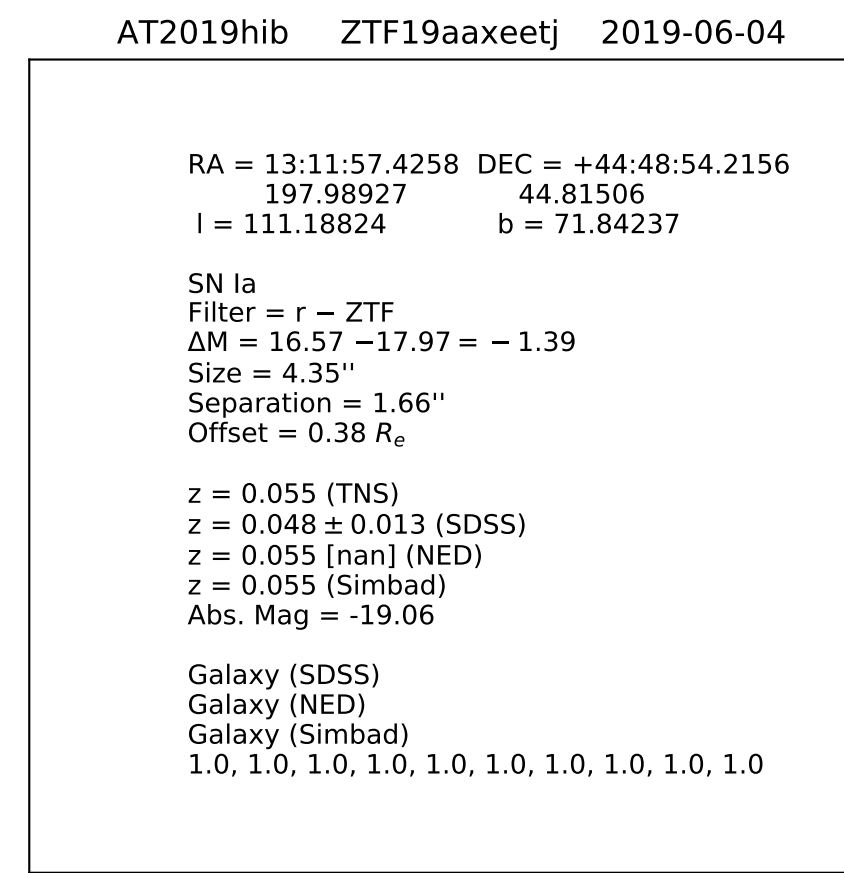 AT2019hib ZTF19aaxeetj 2019-06-04
RA = 13:11:57.4258 DEC = +44:48:54.2156
197.98927 44.81506
l = 111.18824 b = 71.84237
SN Ia
Filter = r − ZTF
ΔM = 16.57 −17.97 = − 1.39
Size = 4.35''
Separation = 1.66''
Offset = 0.38 Re
z = 0.055 (TNS)
z = 0.048 ± 0.013 (SDSS)
z = 0.055 [nan] (NED)
z = 0.055 (Simbad)
Abs. Mag = -19.06
Galaxy (SDSS)
Galaxy (NED)
Galaxy (Simbad)
1.0, 1.0, 1.0, 1.0, 1.0, 1.0, 1.0, 1.0, 1.0, 1.0